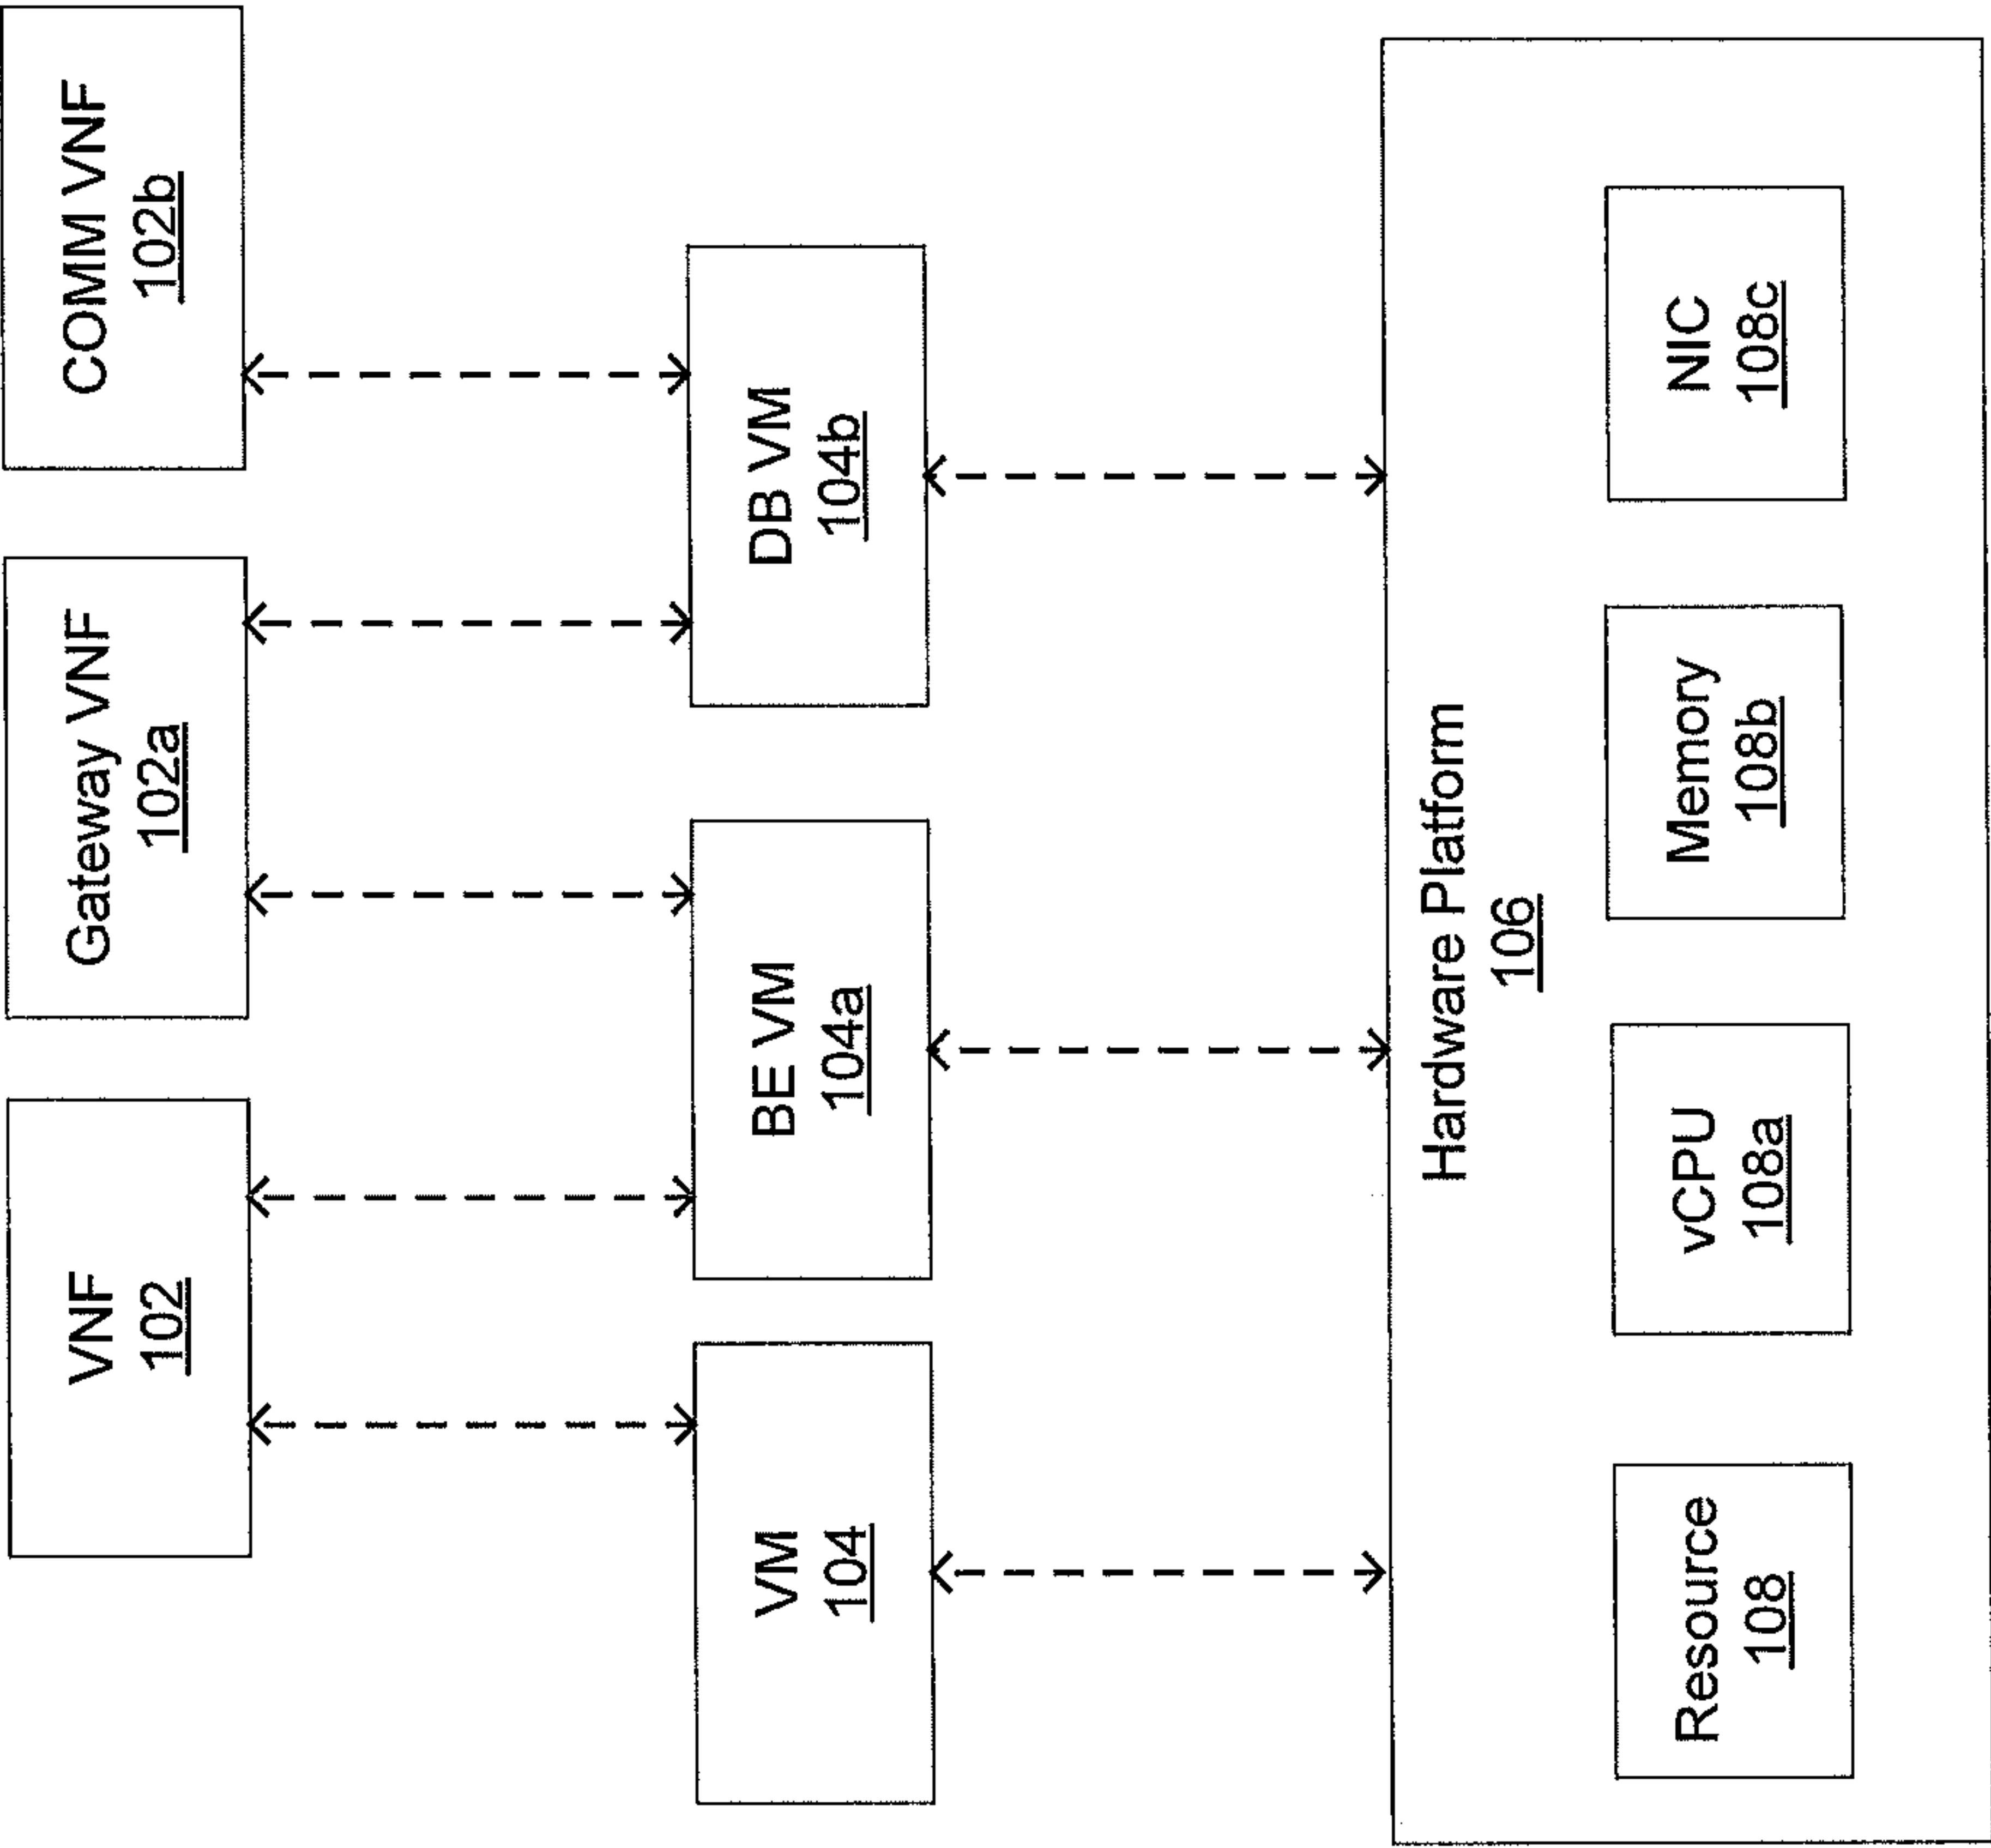 VNF
102
Gateway VNF
102a
COMM VNF
102b
VM
104
BE VM
104a
DB VM
104b
Hardware Platform
106
Resource
108
vCPU
108a
Memory
108b
NIC
108c